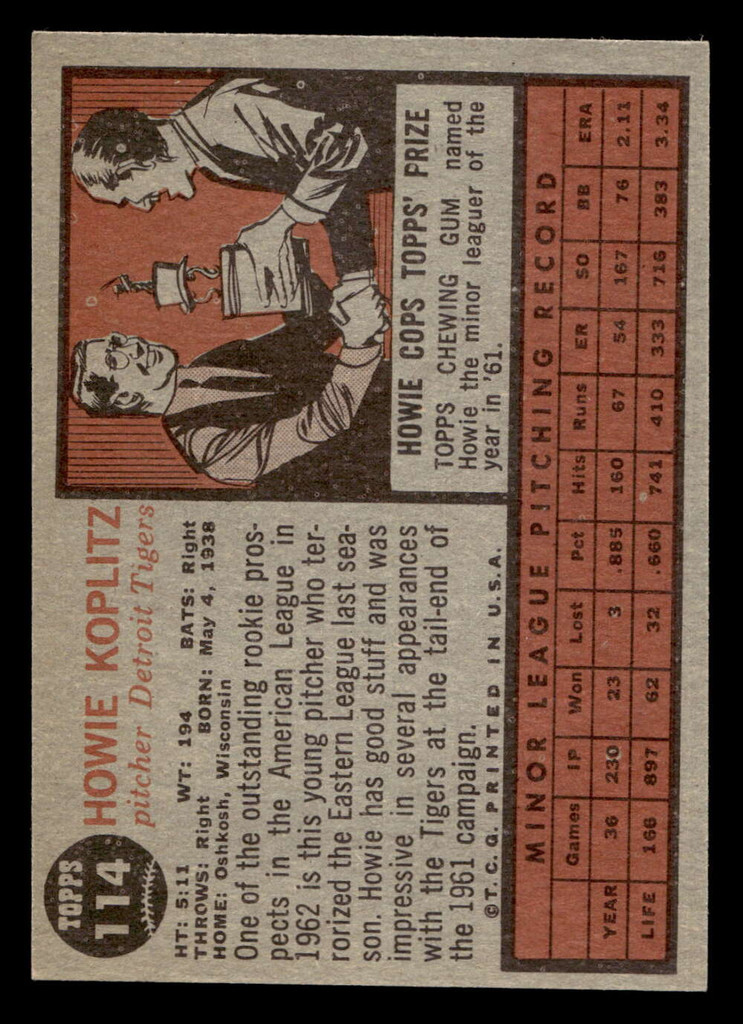 TOPPS
114
HOWIE KOPLITZ
pitcher Detroit Tigers
HT: 5:11 WT: 194 BATS: Right
THROWS: Right BORN: May 4, 1938
HOME: Oshkosh, Wisconsin
One of the outstanding rookie pros-
pects in the American League in
1962 is this young pitcher who ter-
rorized the Eastern League last sea-
son. Howie has good stuff and was
impressive in several appearances
with the Tigers at the tail-end of
the 1961 campaign.
©T.C.G. PRINTED IN U.S.A.
HOWIE COPS TOPPS' PRIZE
TOPPS CHEWING GUM named
Howie the minor leaguer of the
year in '61.
MINOR LEAGUE PITCHING RECORD
Games IP Won Lost Pct Hits Runs ER SO BB ERA
YEAR 36 230 23 3 .885 160 67 54 167 76 2.11
LIFE 166 897 62 32 .660 741 410 333 716 383 3.34